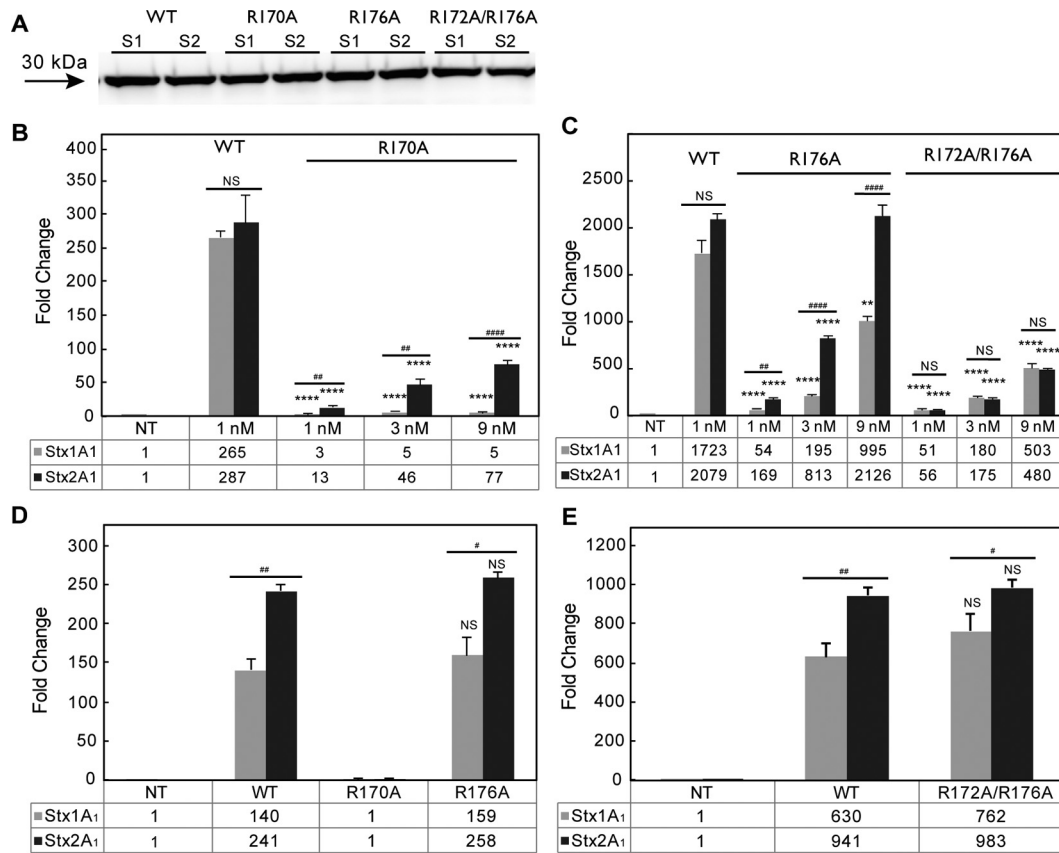 A
WT R170A R176A R172A/R176A
S1 S2 S1 S2 S1 S2 S1 S2
30 kDa
B
Fold Change
400
350
300
250
200
150
100
50
0
WT
R170A
NS
##
**** ****
##
**** ****
####
**** ****
NT 1 nM 1 nM 3 nM 9 nM
Stx1A1 1 265 3 5 5
Stx2A1 1 287 13 46 77
C
Fold Change
2500
2000
1500
1000
500
0
WT R176A R172A/R176A
NS
##
**** ****
####
**** ****
####
**
NS
**** ****
NS
**** ****
NS
**** ****
NT 1 nM 1 nM 3 nM 9 nM 1 nM 3 nM 9 nM
Stx1A1 1 1723 54 195 995 51 180 503
Stx2A1 1 2079 169 813 2126 56 175 480
D
Fold Change
300
250
200
150
100
50
0
##
#
NS
NS
NT WT R170A R176A
Stx1A1 1 140 1 159
Stx2A1 1 241 1 258
E
Fold Change
1200
1000
800
600
400
200
0
##
#
NS
NS
NT WT R172A/R176A
Stx1A1 1 630 762
Stx2A1 1 941 983